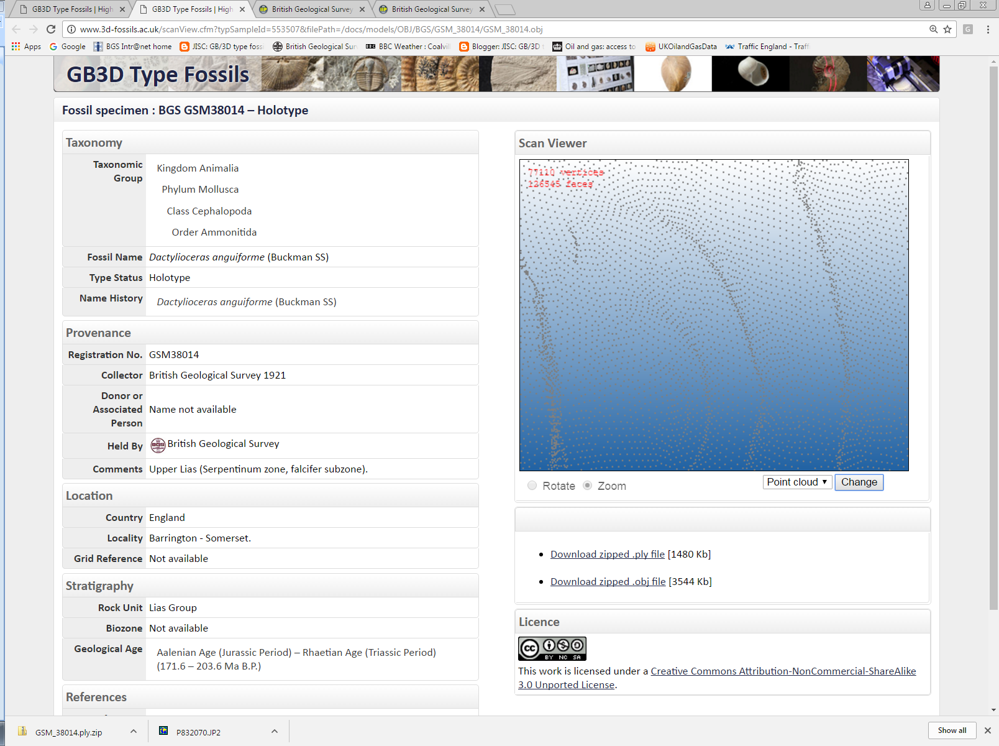 GB3D Type Fossils | High
GB3D Type Fossils | High
British Geological Survey
British Geological Survey
www.3d-fossils.ac.uk/scanView.cfm?typSampleId=553507&filePath=/docs/models/OBJ/BGS/GSM_38014/GSM_38014.obj
Apps
Google
BGS Intr@net home
JISC: GB/3D type foss
British Geological Sur
BBC Weather : Coalvil
Blogger: JISC: GB/3D
Oil and gas: access to
UKOilandGasData
Traffic England - Traff
GB3D Type Fossils
Fossil specimen : BGS GSM38014 – Holotype
Taxonomy
Taxonomic
Group
Kingdom Animalia
Phylum Mollusca
Class Cephalopoda
Order Ammonitida
Fossil Name Dactylioceras anguiforme (Buckman SS)
Type Status Holotype
Name History Dactylioceras anguiforme (Buckman SS)
Provenance
Registration No. GSM38014
Collector British Geological Survey 1921
Donor or
Associated
Person
Name not available
Held By BGS British Geological Survey
Comments Upper Lias (Serpentinum zone, falcifer subzone).
Location
Country England
Locality Barrington - Somerset.
Grid Reference Not available
Stratigraphy
Rock Unit Lias Group
Biozone Not available
Geological Age Aalenian Age (Jurassic Period) – Rhaetian Age (Triassic Period)
(171.6 – 203.6 Ma B.P.)
References
Scan Viewer
77110 vertices
126545 faces
Rotate Zoom
Point cloud Change
Download zipped .ply file [1480 Kb]
Download zipped .obj file [3544 Kb]
Licence
cc BY NC SA
This work is licensed under a Creative Commons Attribution-NonCommercial-ShareAlike
3.0 Unported License.
GSM_38014.ply.zip
P832070.JP2
Show all